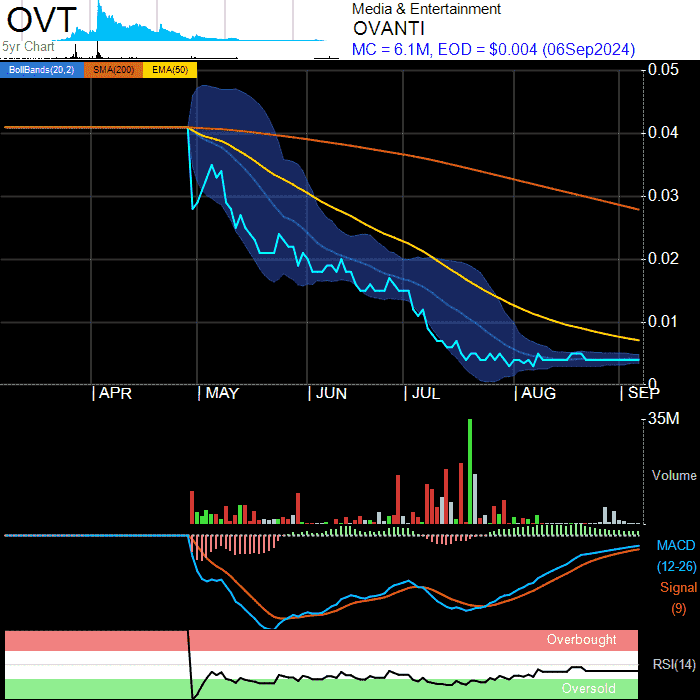 OVT
5yr Chart
Media & Entertainment
OVANTI
MC = 6.1M, EOD = $0.004 (06Sep2024)
BollBands(20,2) SMA(200) EMA(50)
0.05
0.04
0.03
0.02
0.01
0
APR MAY JUN JUL AUG SEP
35M
Volume
MACD
(12-26)
Signal
(9)
Overbought
RSI(14)
Oversold